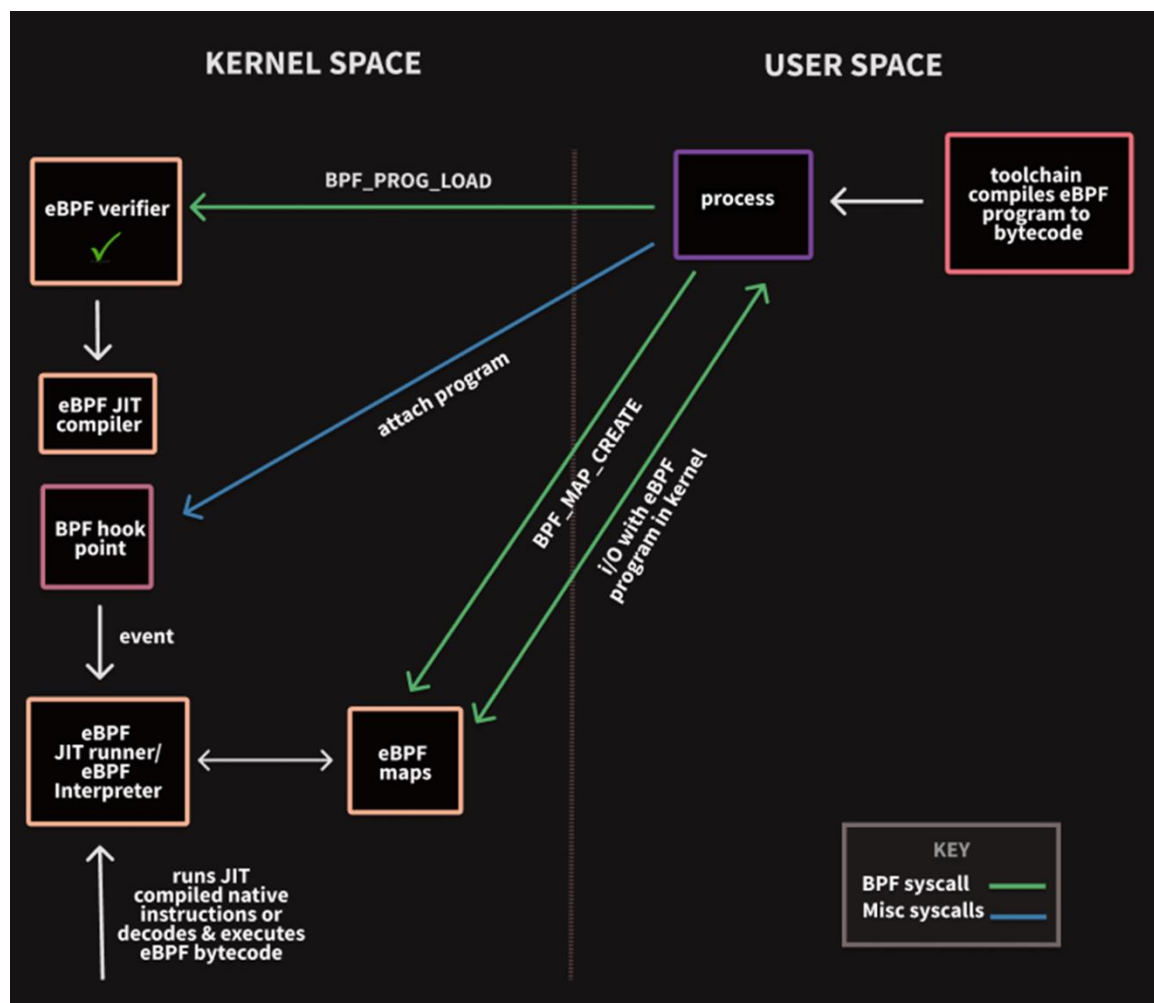 KERNEL SPACE
USER SPACE
BPF_PROG_LOAD
eBPF verifier
process
toolchain
compiles eBPF
program to
bytecode
attach program
eBPF JIT
compiler
BPF_MAP_CREATE
i/O with eBPF
program in kernel
BPF hook
point
event
eBPF
JIT runner/
eBPF
Interpreter
eBPF
maps
runs JIT
compiled native
instructions or
decodes & executes
eBPF bytecode
KEY
BPF syscall
Misc syscalls